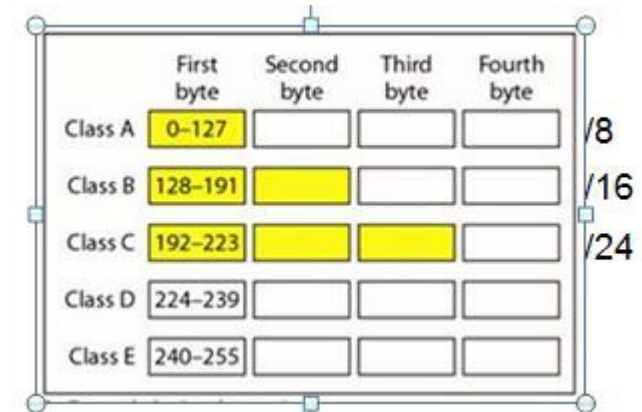 First Second Third Fourth
byte byte byte byte
Class A 0–127 /8
Class B 128–191 /16
Class C 192–223 /24
Class D 224–239
Class E 240–255